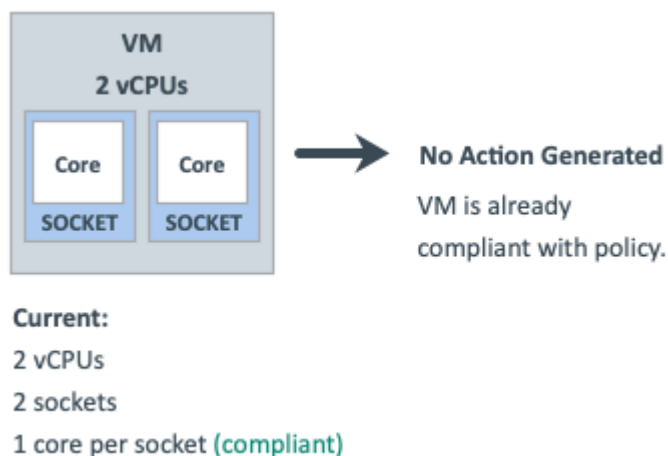 VM
2 vCPUs
Core
Core
SOCKET
SOCKET
No Action Generated
VM is already
compliant with policy.
Current:
2 vCPUs
2 sockets
1 core per socket (compliant)